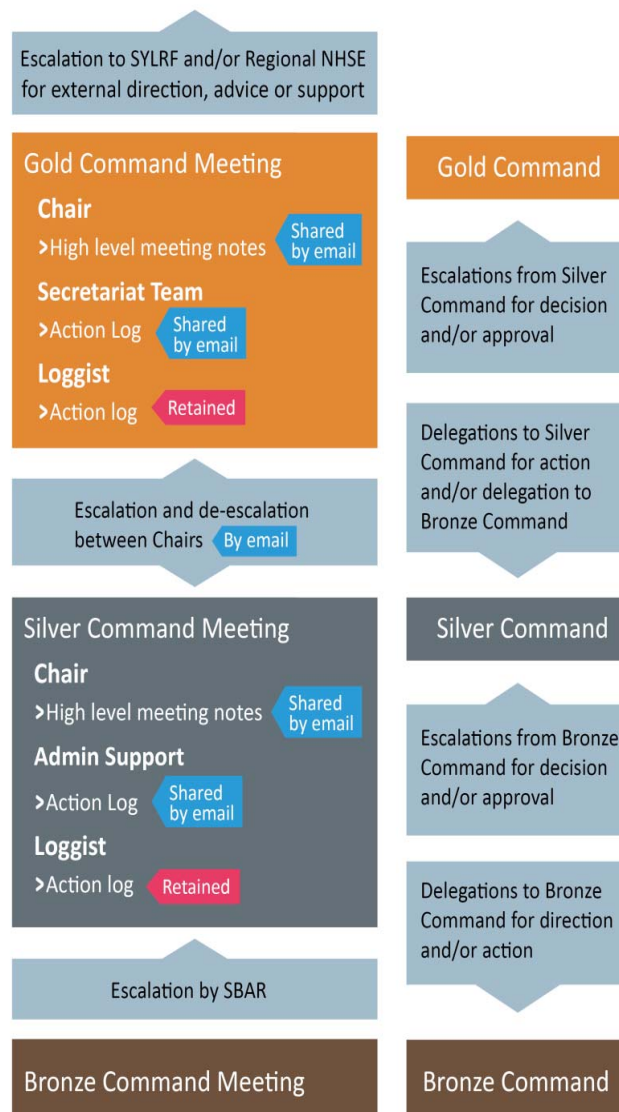 Escalation to SYLRF and/or Regional NHSE
for external direction, advice or support
Gold Command Meeting
Chair
>High level meeting notes
Shared
by email
Secretariat Team
>Action Log
Shared
by email
Loggist
>Action log
Retained
Escalation and de-escalation
between Chairs
By email
Silver Command Meeting
Chair
>High level meeting notes
Shared
by email
Admin Support
>Action Log
Shared
by email
Loggist
>Action log
Retained
Escalation by SBAR
Bronze Command Meeting
Gold Command
Escalations from Silver
Command for decision
and/or approval
Delegations to Silver
Command for action
and/or delegation to
Bronze Command
Silver Command
Escalations from Bronze
Command for decision
and/or approval
Delegations to Bronze
Command for direction
and/or action
Bronze Command